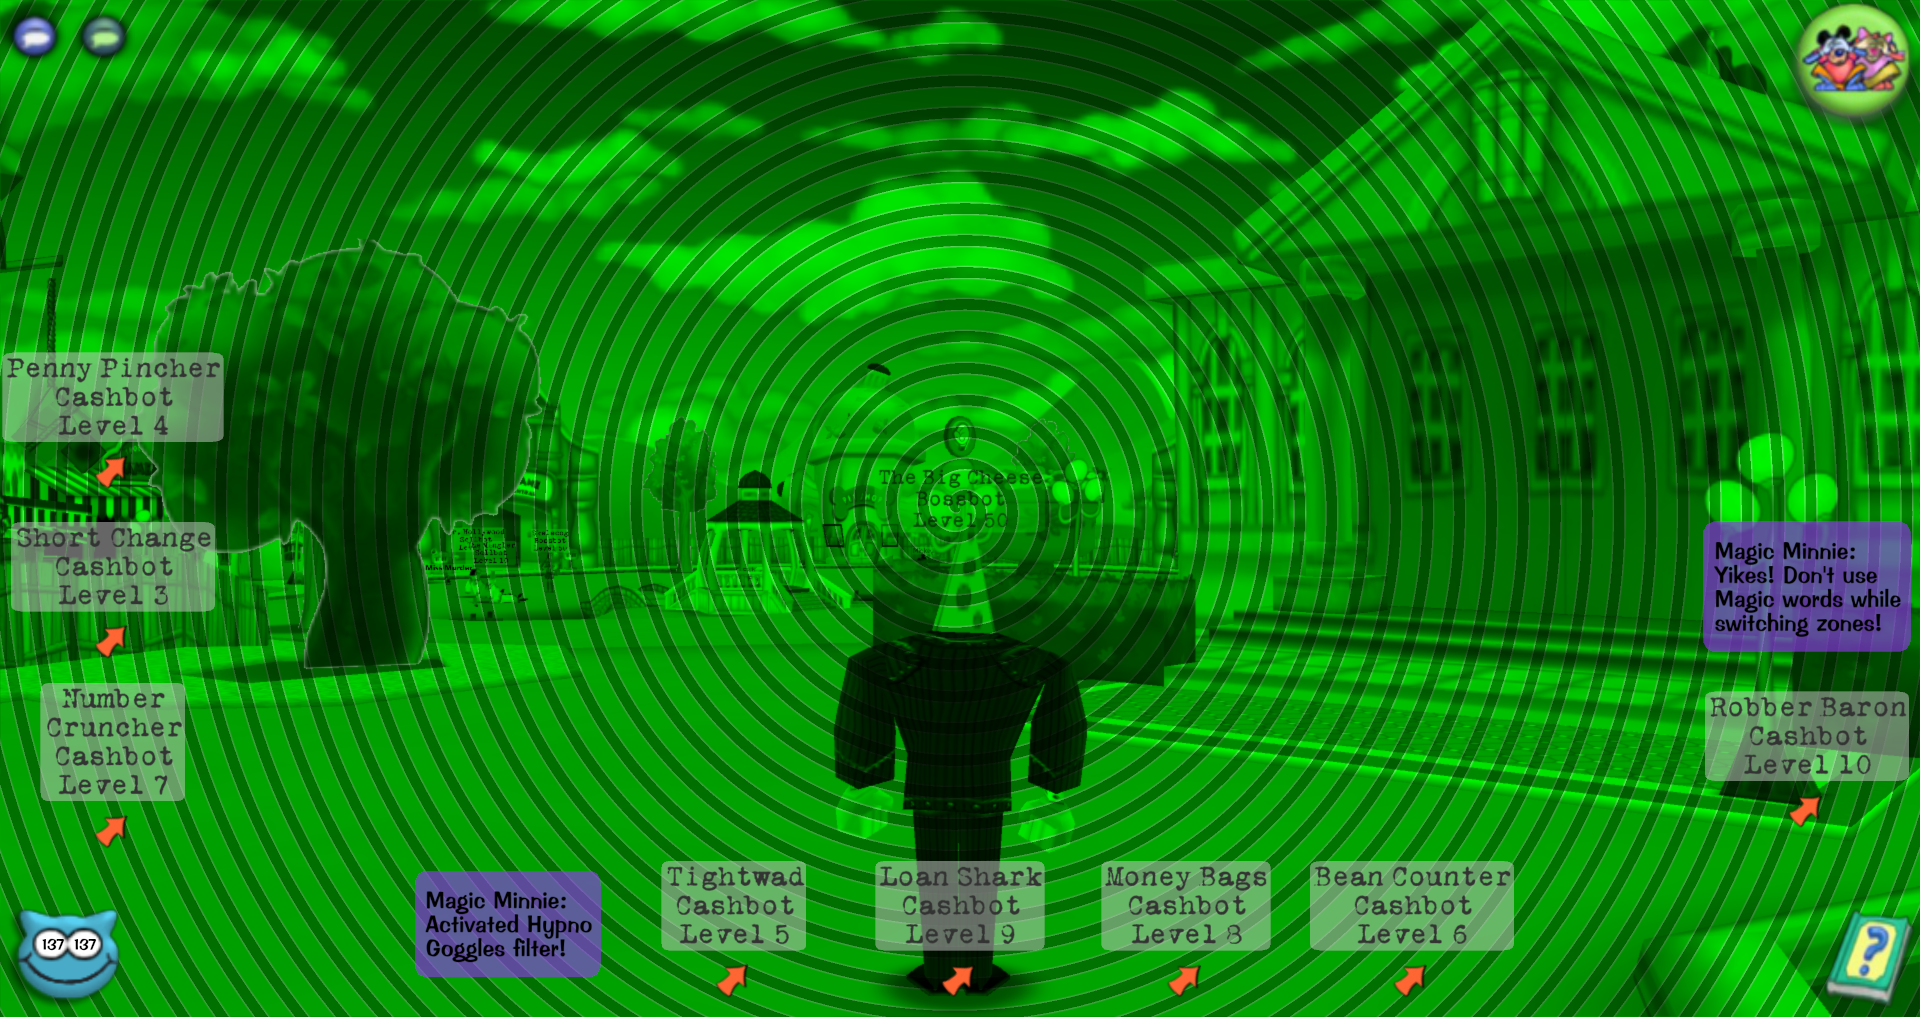 Penny Pincher
Cashbot
Level 4
The Big Cheese
Bossbot
Level 50
Short Change
Cashbot
Level 3
Magic Minnie:
Yikes! Don't use
Magic words while
switching zones!
Number
Cruncher
Cashbot
Level 7
Robber Baron
Cashbot
Level 10
Magic Minnie:
Activated Hypno
Goggles filter!
Tightwad
Cashbot
Level 5
Loan Shark
Cashbot
Level 9
Money Bags
Cashbot
Level 8
Bean Counter
Cashbot
Level 6
137 137
?